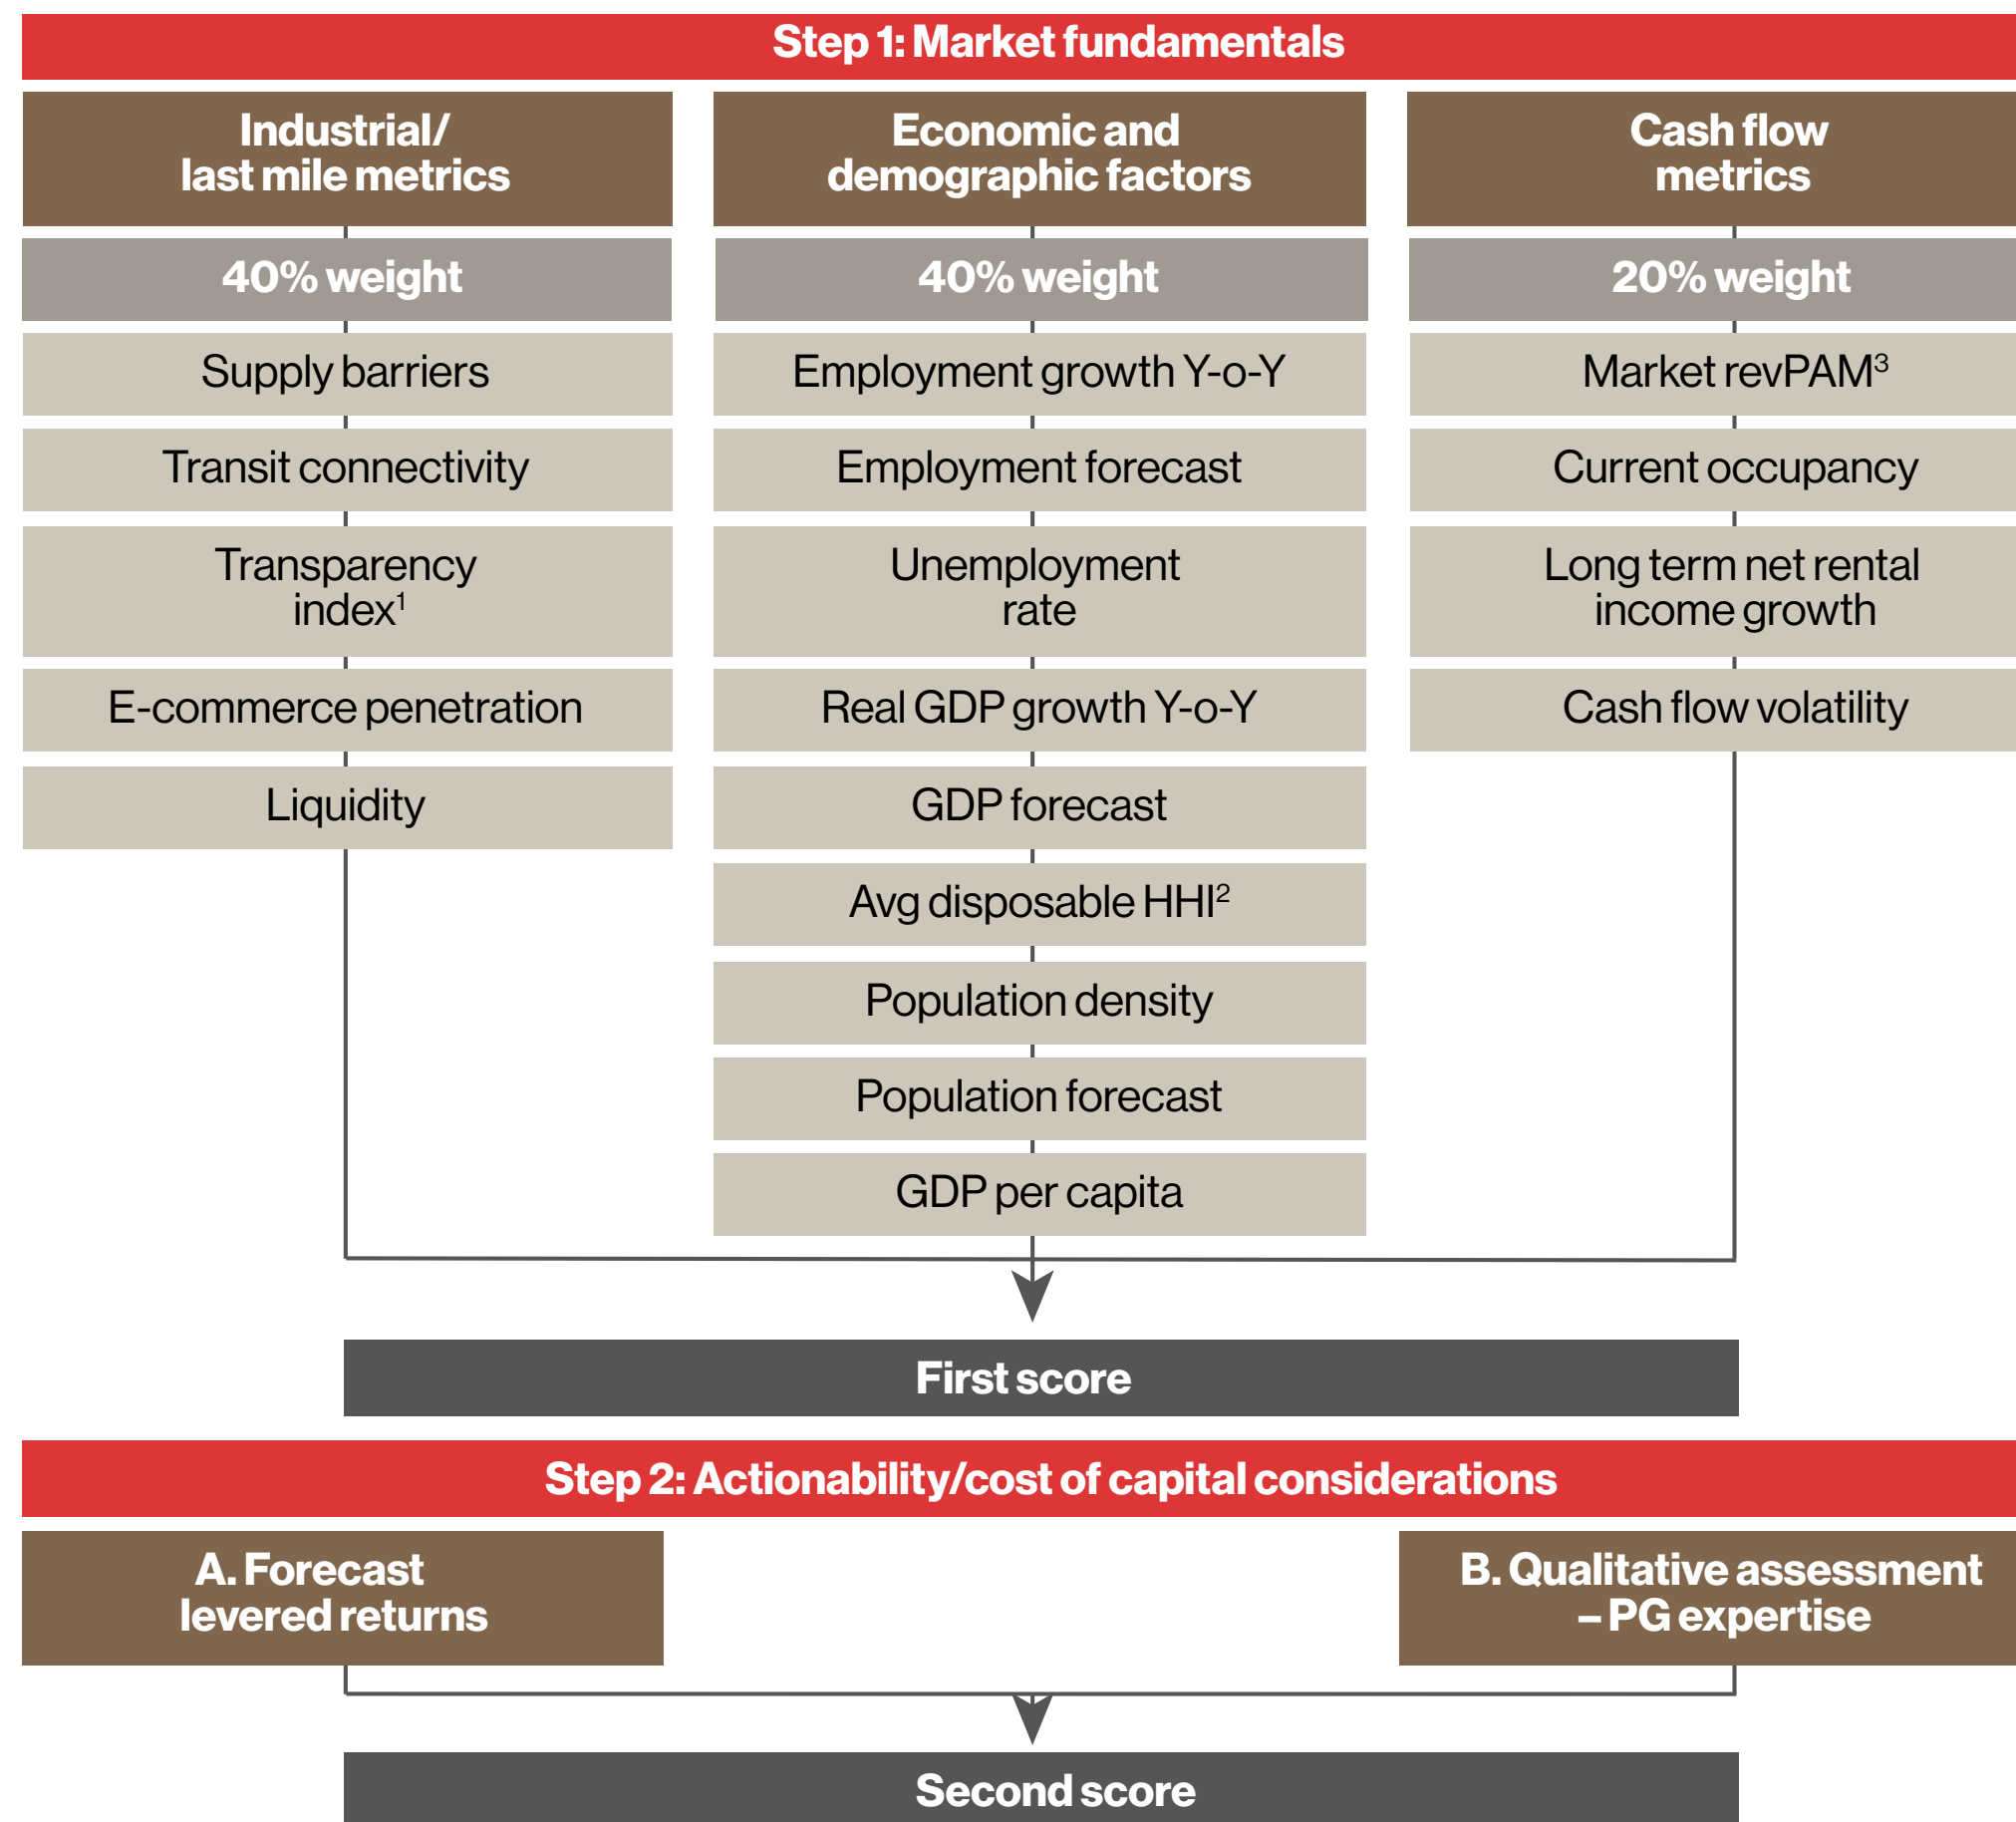 Step 1: Market fundamentals
Industrial/
last mile metrics
40% weight
Supply barriers
Transit connectivity
Transparency
index¹
E-commerce penetration
Liquidity
Economic and
demographic factors
40% weight
Employment growth Y-o-Y
Employment forecast
Unemployment
rate
Real GDP growth Y-o-Y
GDP forecast
Avg disposable HHI²
Population density
Population forecast
GDP per capita
Cash flow
metrics
20% weight
Market revPAM³
Current occupancy
Long term net rental
income growth
Cash flow volatility
First score
Step 2: Actionability/cost of capital considerations
A. Forecast
levered returns
B. Qualitative assessment
– PG expertise
Second score